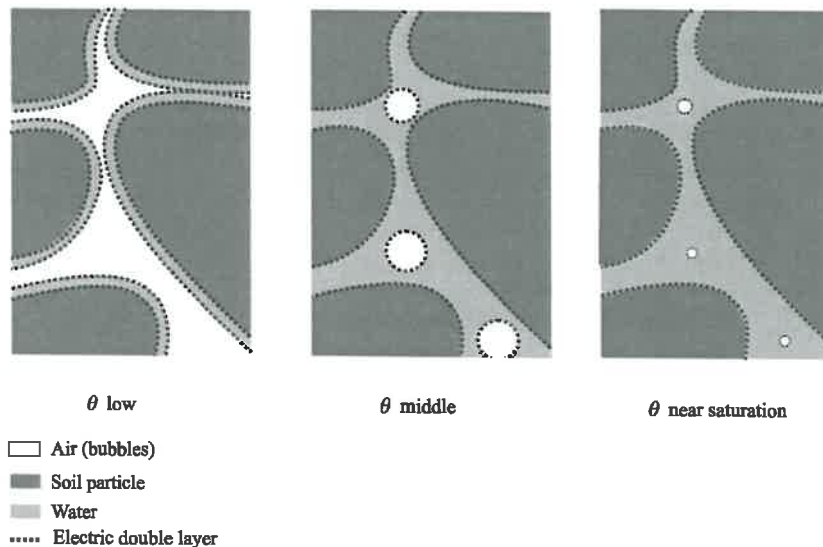 θ low
θ middle
θ near saturation
Air (bubbles)
Soil particle
Water
Electric double layer